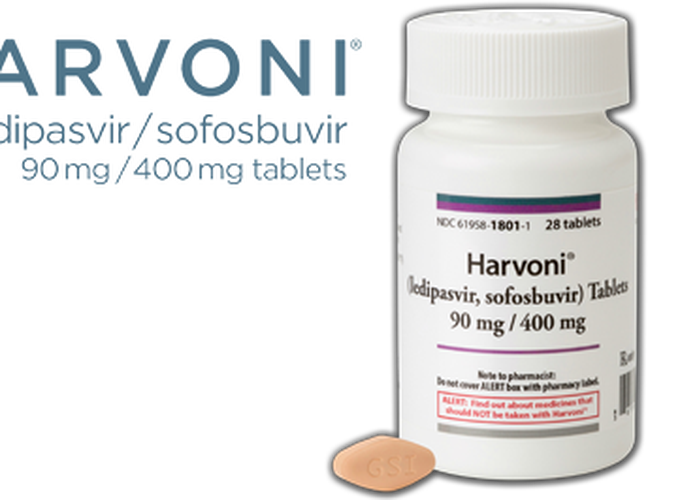 ARVONI®
dipasvir/sofosbuvir
90 mg/400 mg tablets
NDC 61958-1801-1 28 tablets
Harvoni®
(ledipasvir, sofosbuvir) Tablets
90 mg / 400 mg
Note to pharmacist:
Do not cover ALERT box with pharmacy label.
ALERT: Find out about medicines that
should NOT be taken with Harvoni™
GSI